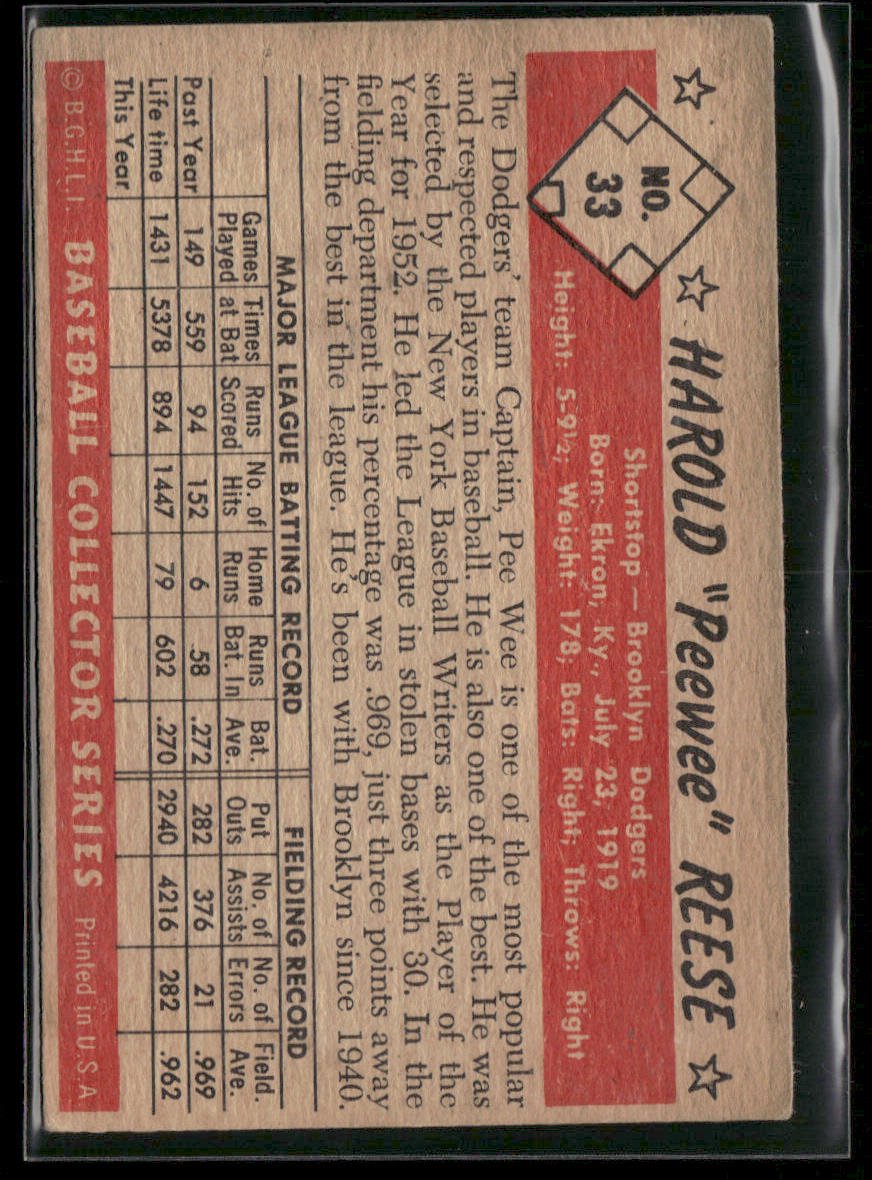 ☆ ☆ HAROLD "Peewee" REESE ☆
NO.
33
Shortstop — Brooklyn Dodgers
Born: Ekron, Ky., July 23, 1919
Height: 5-9½; Weight: 178; Bats: Right; Throws: Right
The Dodgers' team Captain, Pee Wee is one of the most popular
and respected players in baseball. He is also one of the best. He was
selected by the New York Baseball Writers as the Player of the
Year for 1952. He led the League in stolen bases with 30. In the
fielding department his percentage was .969, just three points away
from the best in the league. He's been with Brooklyn since 1940.
MAJOR LEAGUE BATTING RECORD FIELDING RECORD
Games Times Runs No. of Home Runs Bat. Put No. of No. of Field.
Played at Bat Scored Hits Runs Bat. In Ave. Outs Assists Errors Ave.
Past Year 149 559 94 152 6 58 .272 282 376 21 .969
Life time 1431 5378 894 1447 79 602 .270 2940 4216 282 .962
This Year
© B.G.H.L.I. BASEBALL COLLECTOR SERIES Printed in U.S.A.